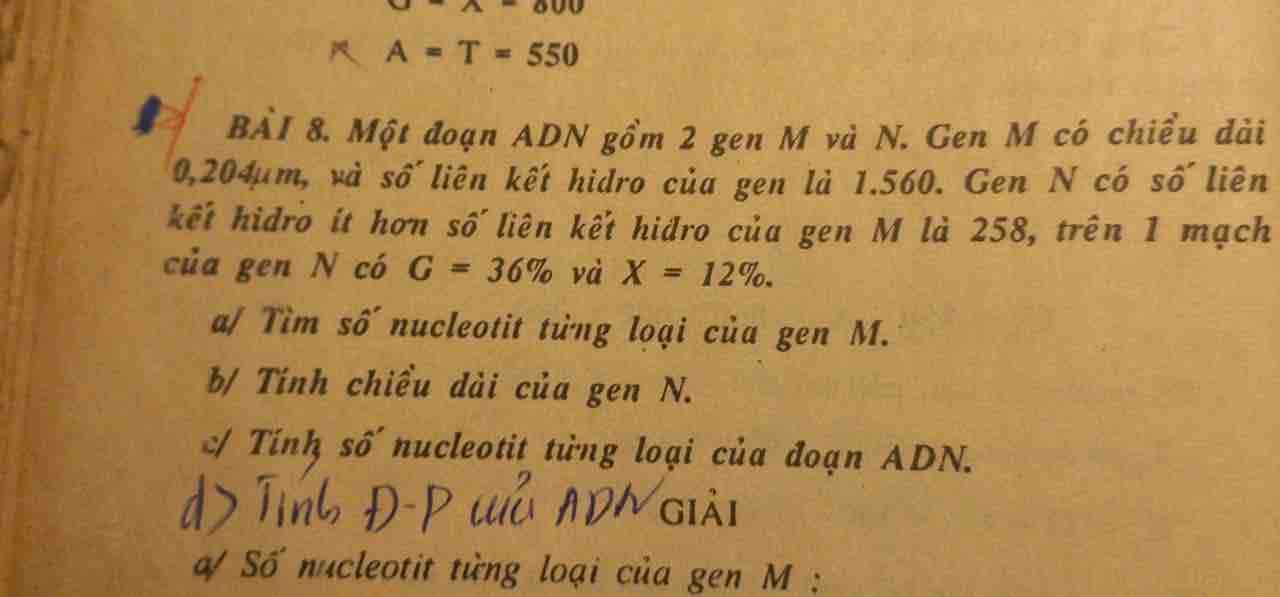 G - X = 800
A = T = 550
BÀI 8. Một đoạn ADN gồm 2 gen M và N. Gen M có chiều dài
0,204μm, và số liên kết hidro của gen là 1.560. Gen N có số liên
kết hidro ít hơn số liên kết hidro của gen M là 258, trên 1 mạch
của gen N có G = 36% và X = 12%.
a/ Tìm số nucleotit từng loại của gen M.
b/ Tính chiều dài của gen N.
c/ Tính số nucleotit từng loại của đoạn ADN.
d> Tính Đ-P của ADN GIẢI
a/ Số nucleotit từng loại của gen M :